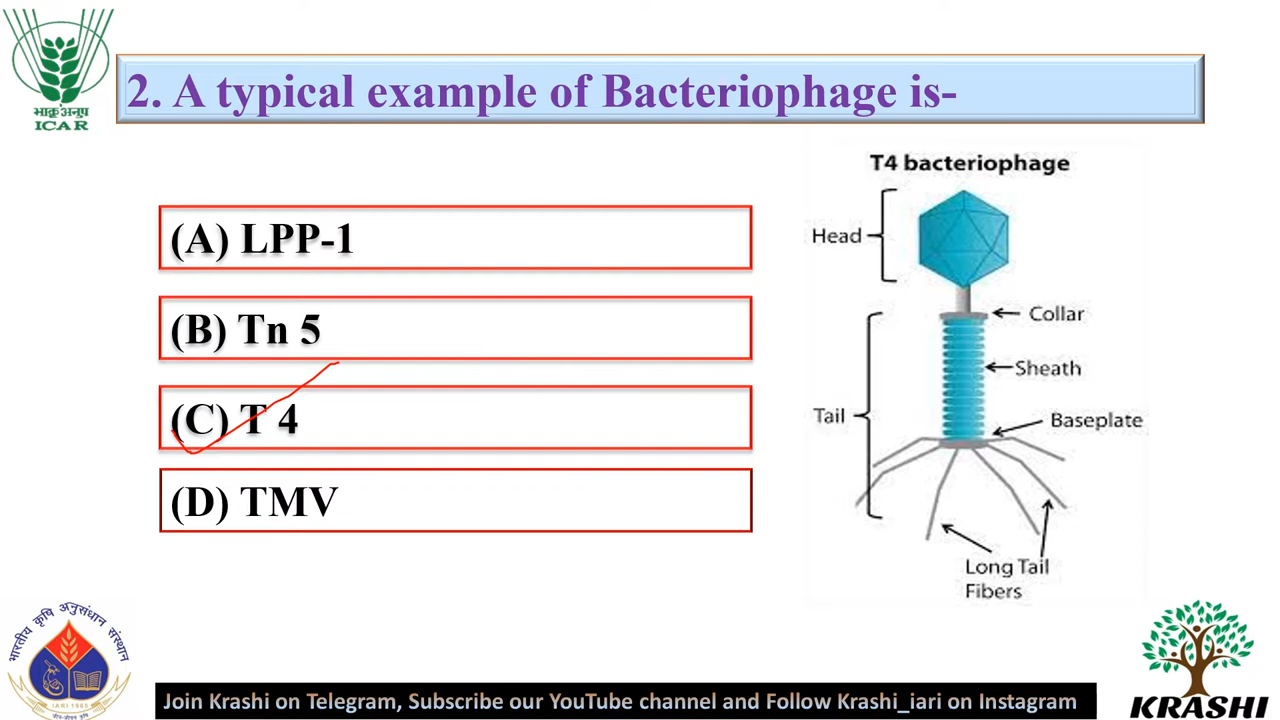 भाकृअनुप
ICAR
2. A typical example of Bacteriophage is-
T4 bacteriophage
(A) LPP-1
Head
(B) Tn 5
Collar
Sheath
(C) T 4
Tail
Baseplate
(D) TMV
Long Tail
Fibers
भारतीय कृषि अनुसंधान संस्थान
IARI 1905
Join Krashi on Telegram, Subscribe our YouTube channel and Follow Krashi_iari on Instagram
KRASHI